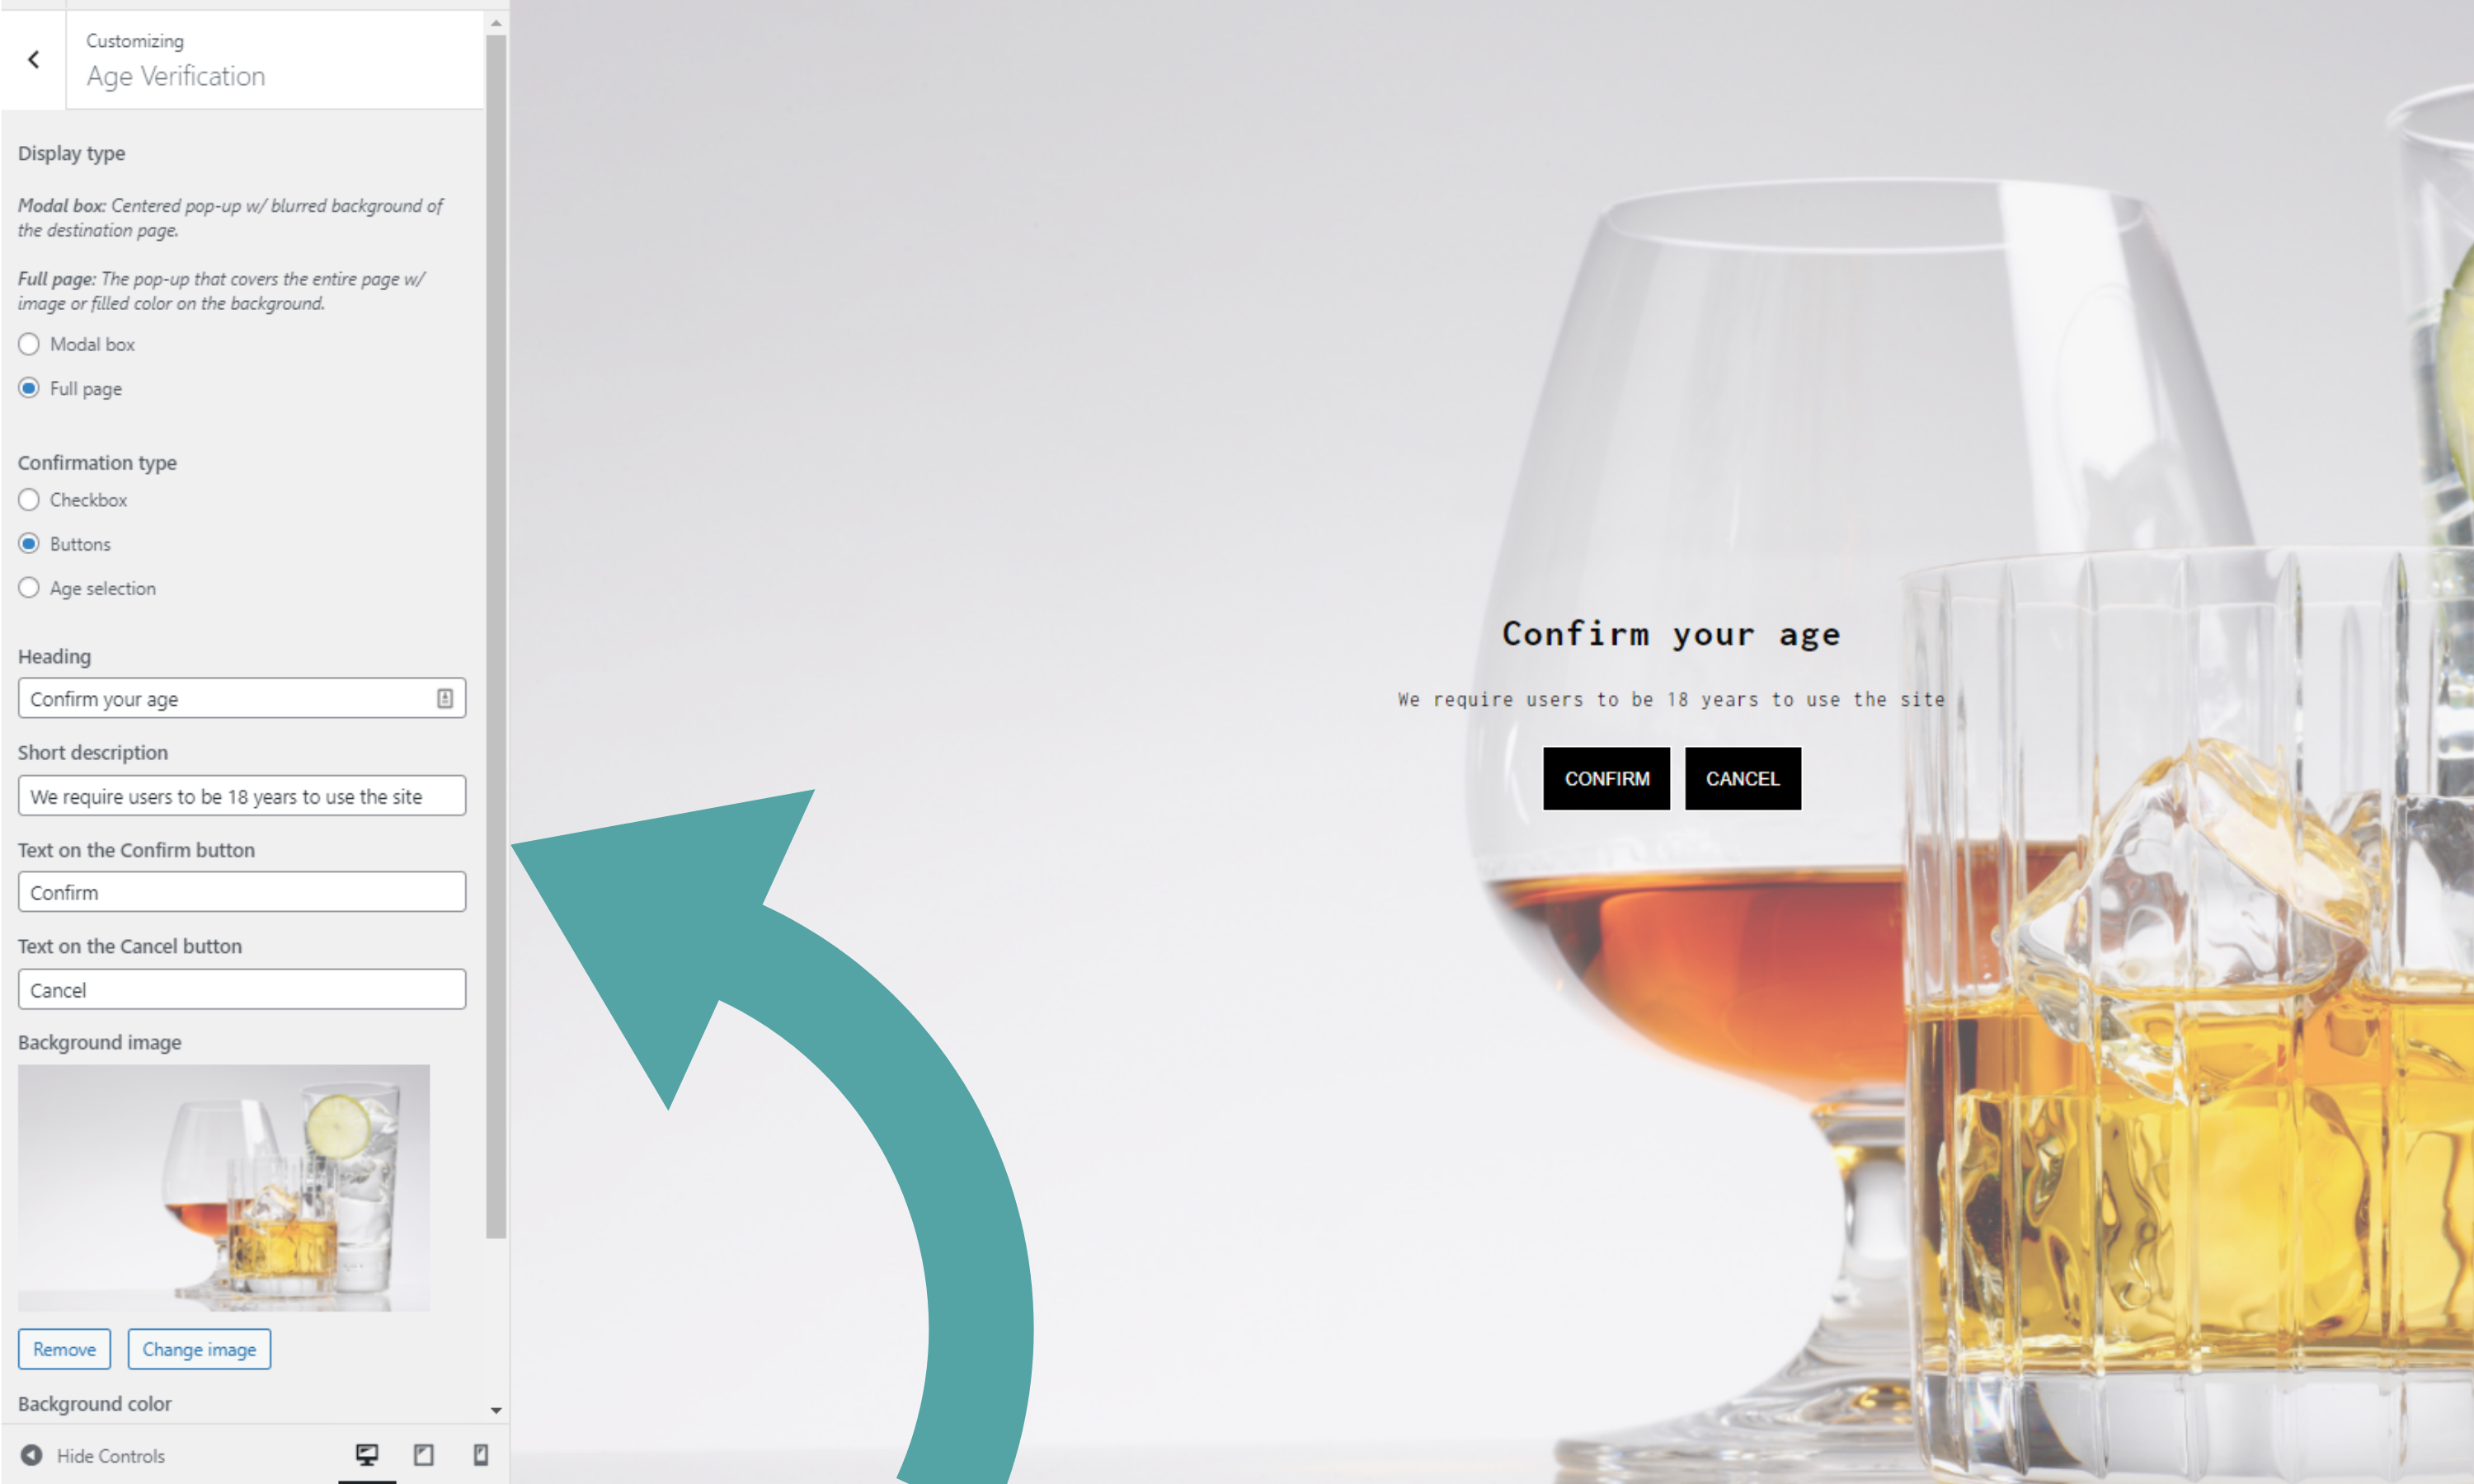 Customizing
Age Verification
Display type
Modal box: Centered pop-up w/ blurred background of
the destination page.
Full page: The pop-up that covers the entire page w/
image or filled color on the background.
Modal box
Full page
Confirmation type
Checkbox
Buttons
Age selection
Heading
Confirm your age
Short description
We require users to be 18 years to use the site
Text on the Confirm button
Confirm
Text on the Cancel button
Cancel
Background image
Remove Change image
Background color
Hide Controls
Confirm your age
We require users to be 18 years to use the site
CONFIRM CANCEL